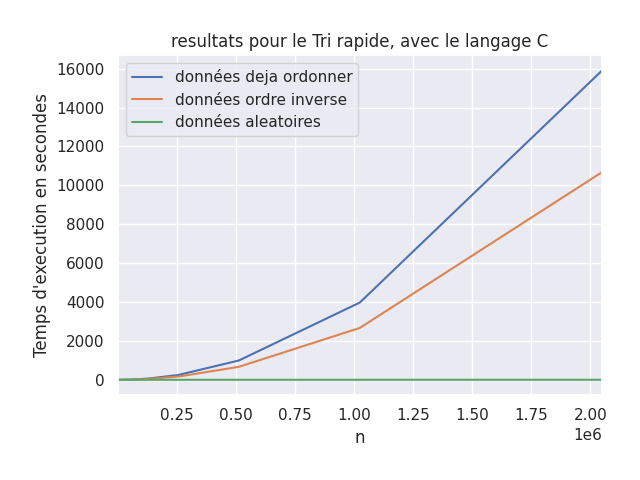 resultats pour le Tri rapide, avec le langage C
données deja ordonner
données ordre inverse
données aleatoires
Temps d'execution en secondes
16000
14000
12000
10000
8000
6000
4000
2000
0
0.25 0.50 0.75 1.00 1.25 1.50 1.75 2.00
1e6
n